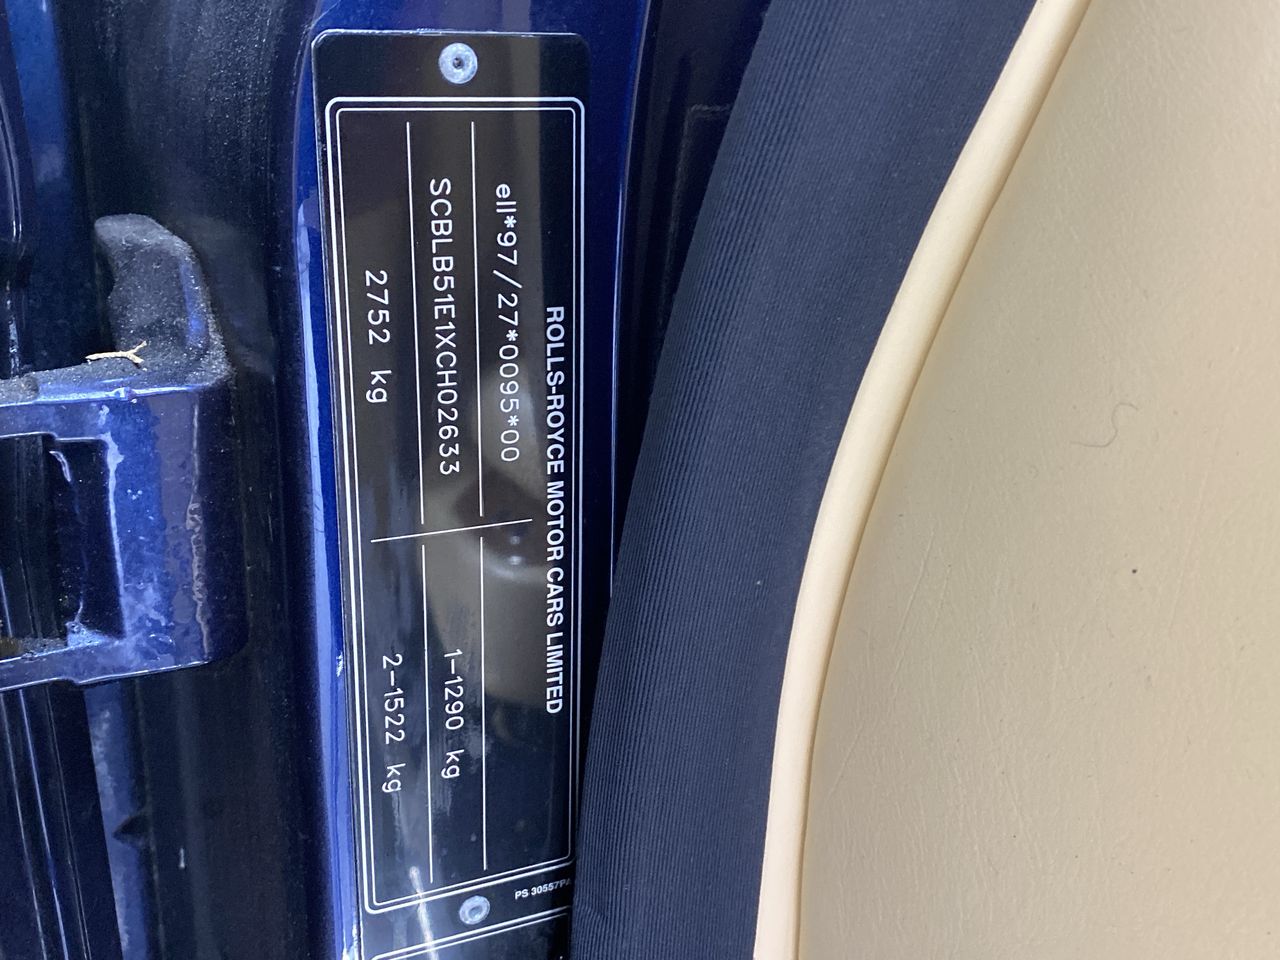 ROLLS-ROYCE MOTOR CARS LIMITED
ell*97/27*0095*00
SCBLB51E1XCH02633
2752 kg
1-1290 kg
2-1522 kg
PS 30557PA